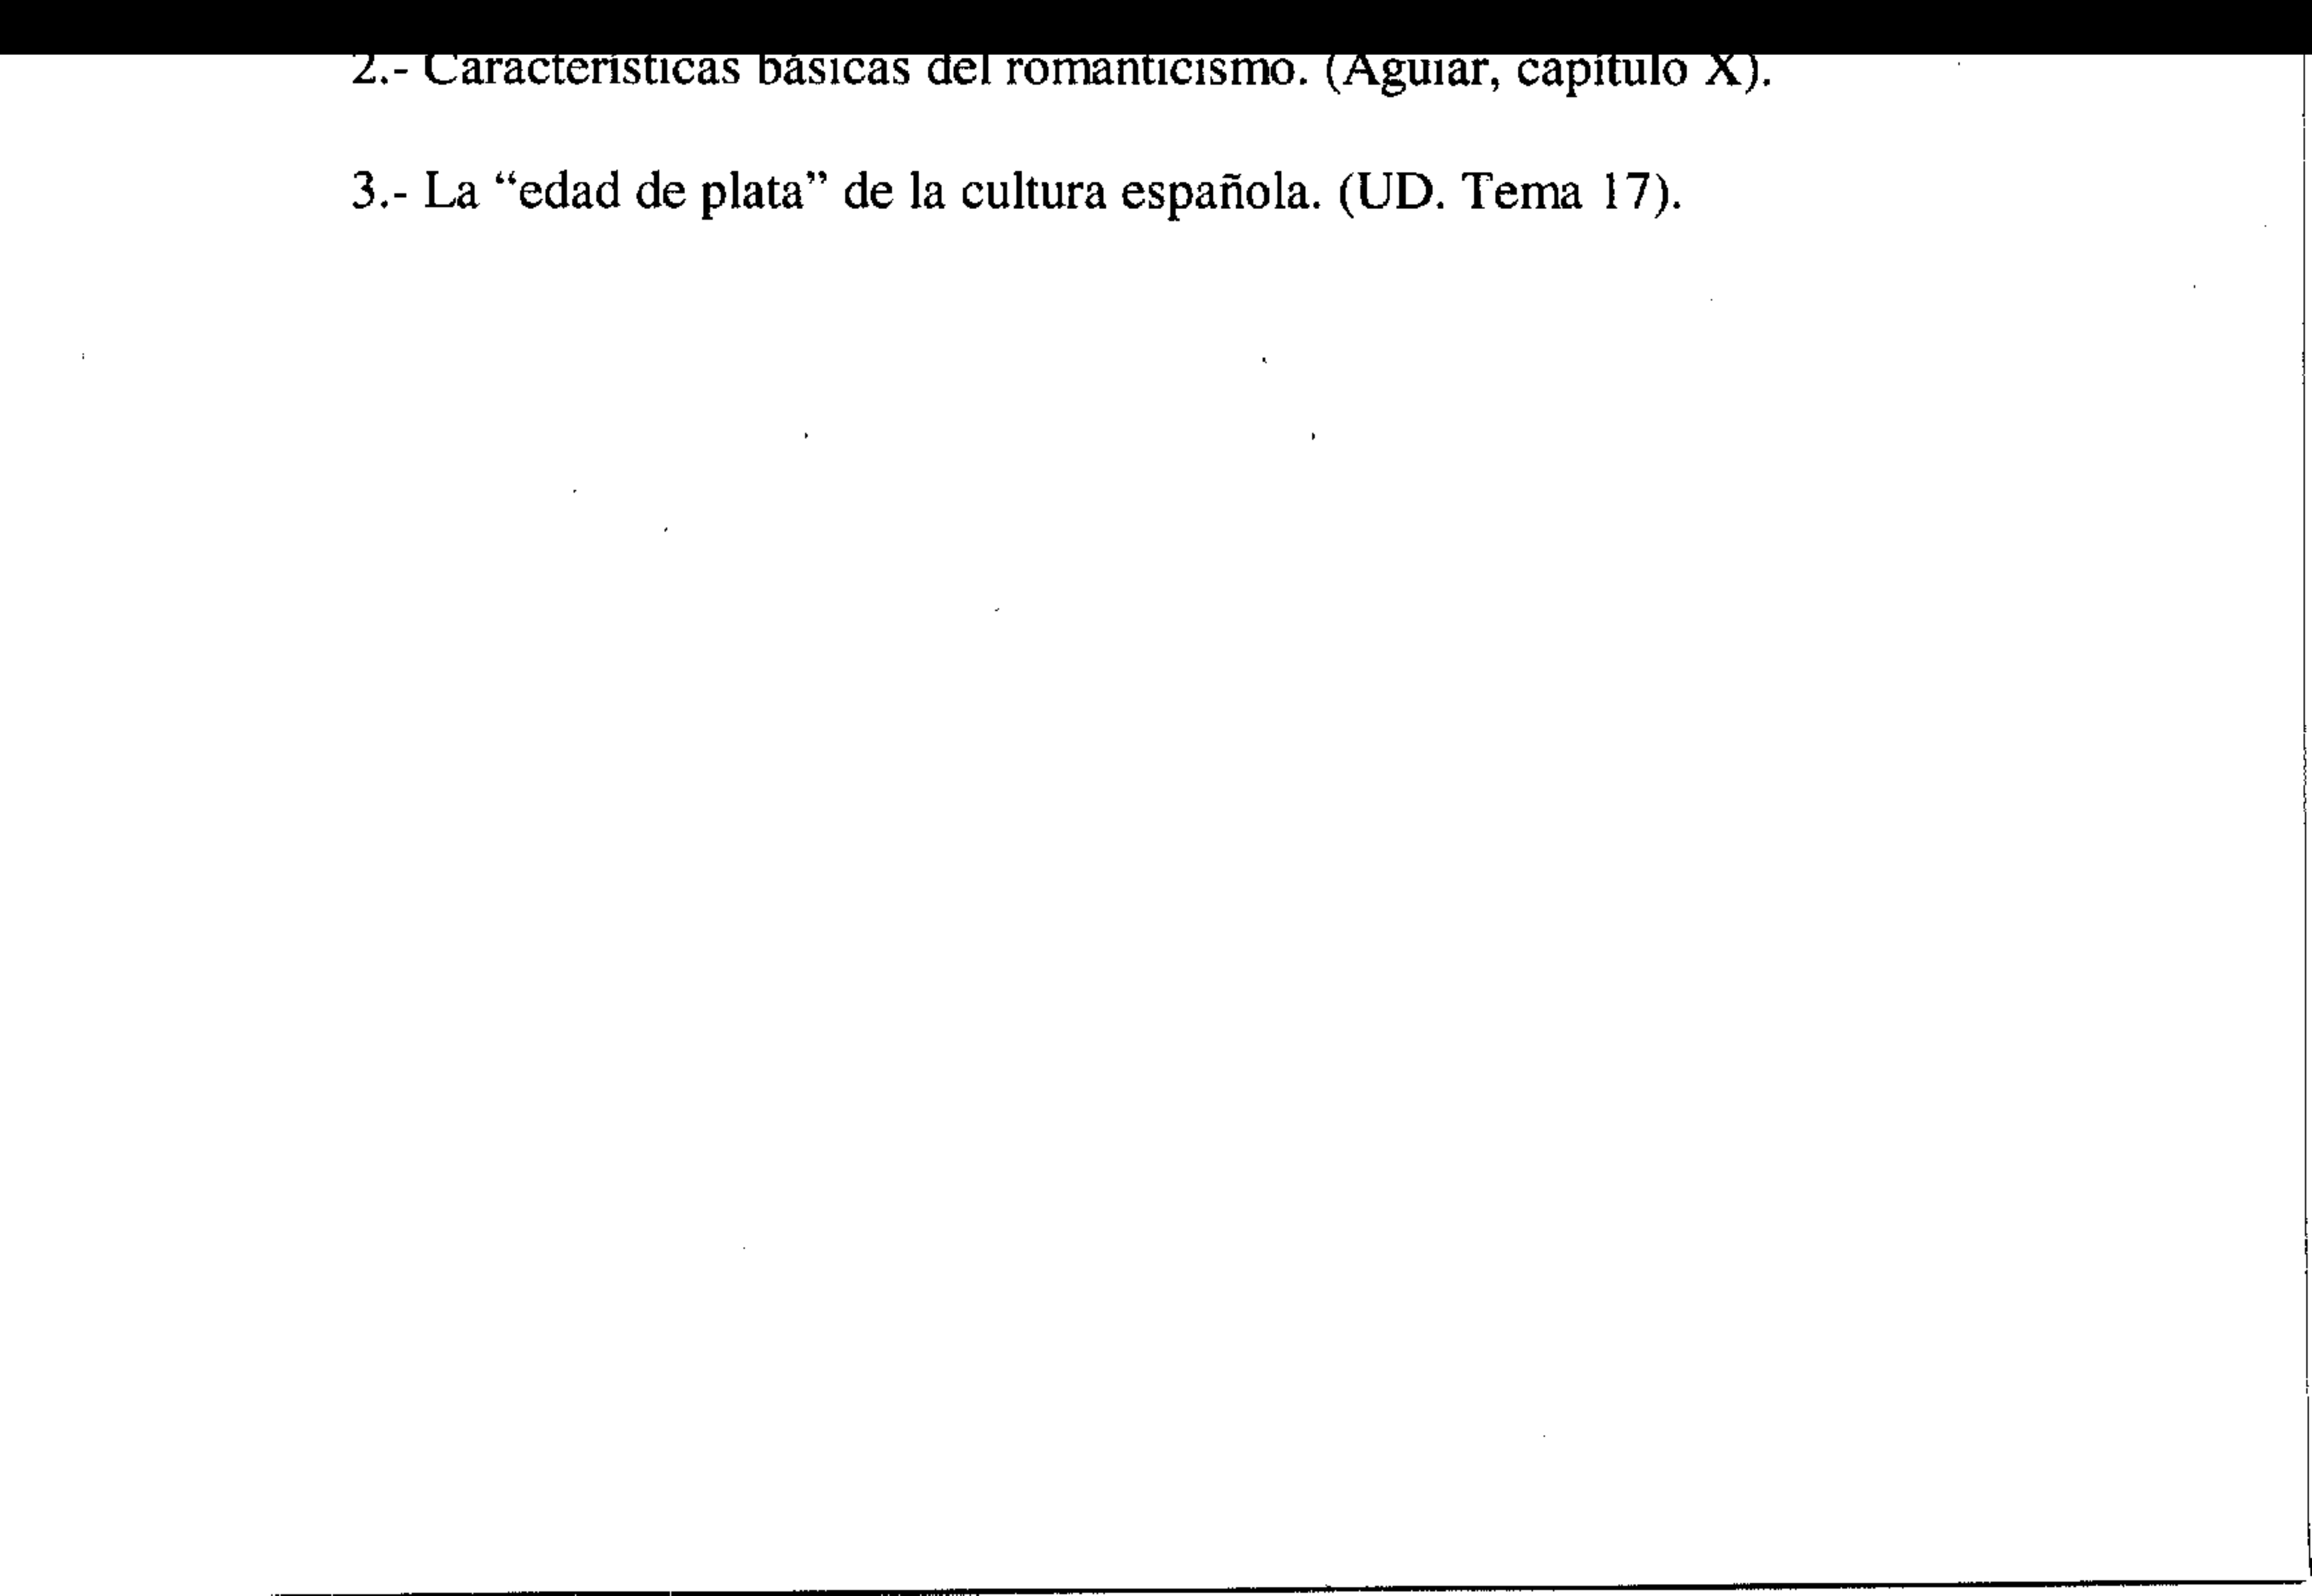 2.- Características básicas del romanticismo. (Aguiar, capítulo X).
3.- La “edad de plata” de la cultura española. (UD. Tema 17).